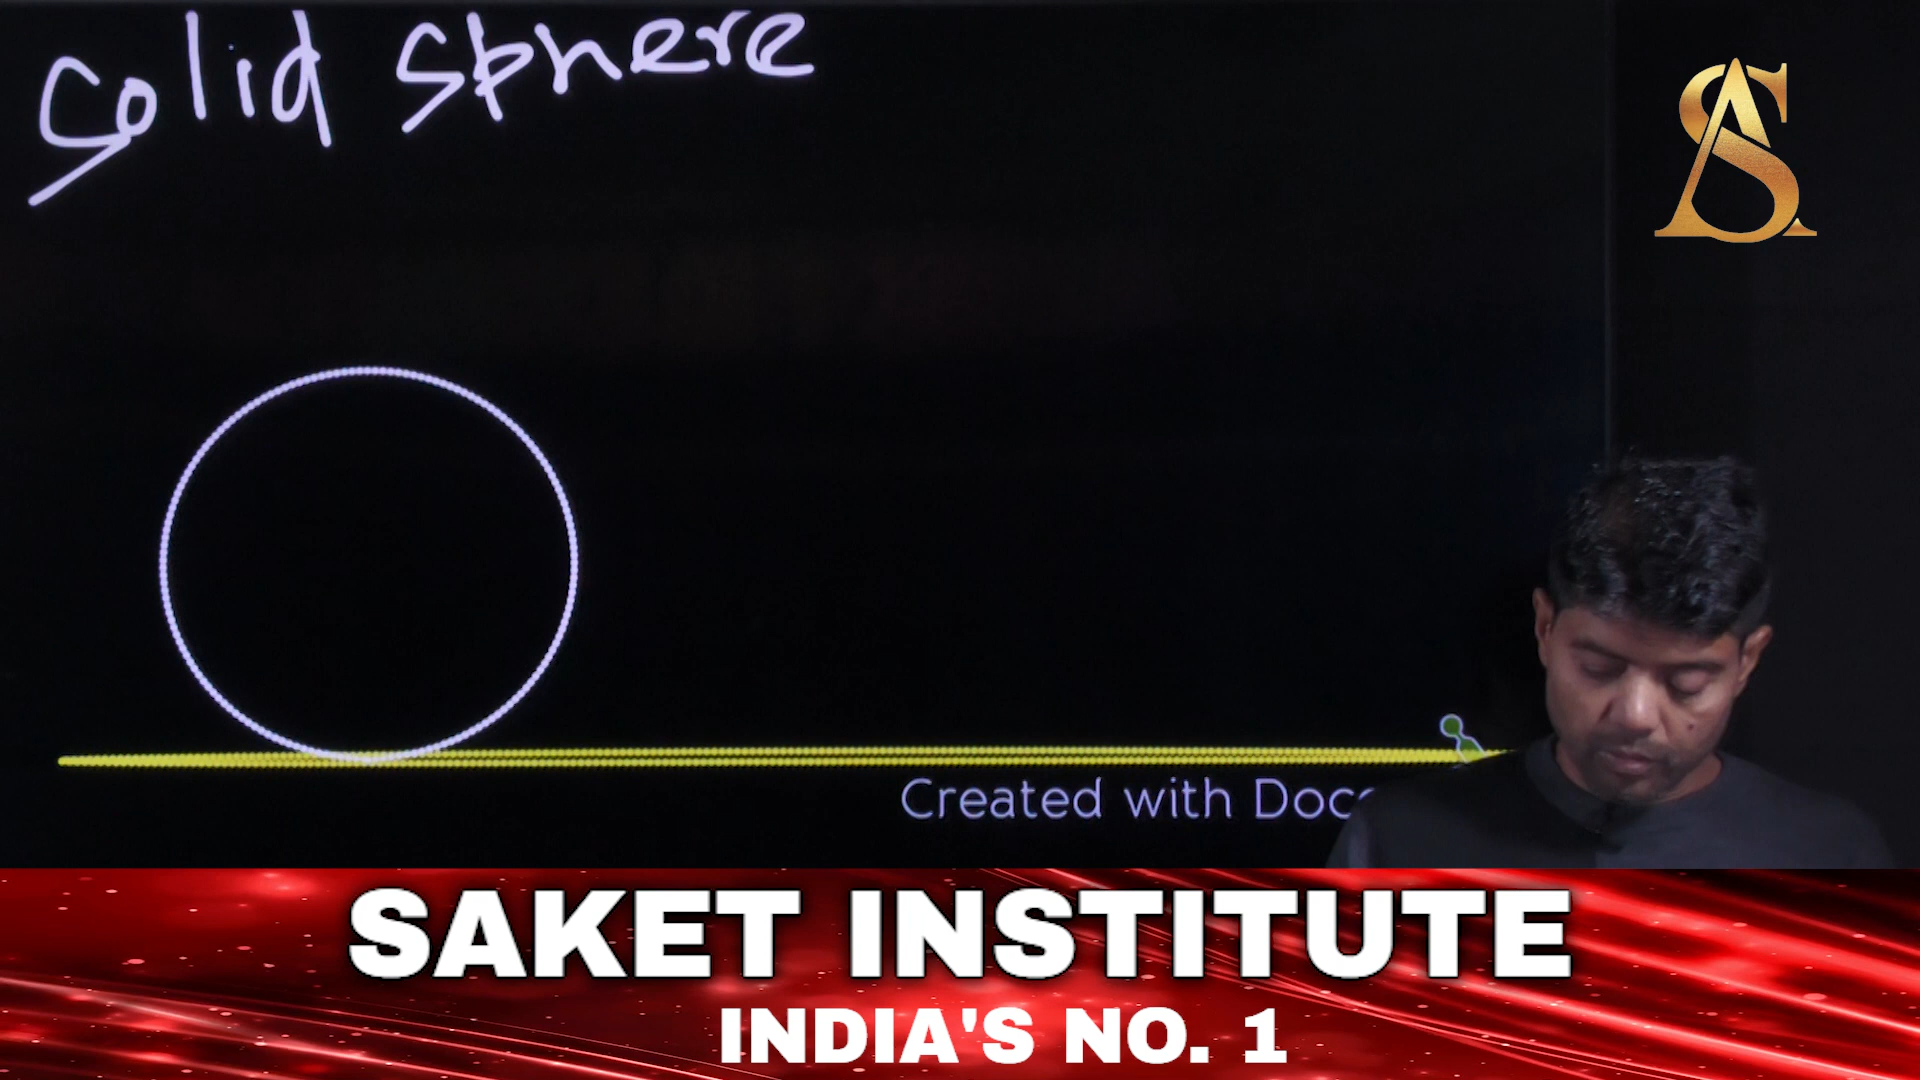 Solid sphere
Created with Doc
SAKET INSTITUTE
INDIA'S NO. 1